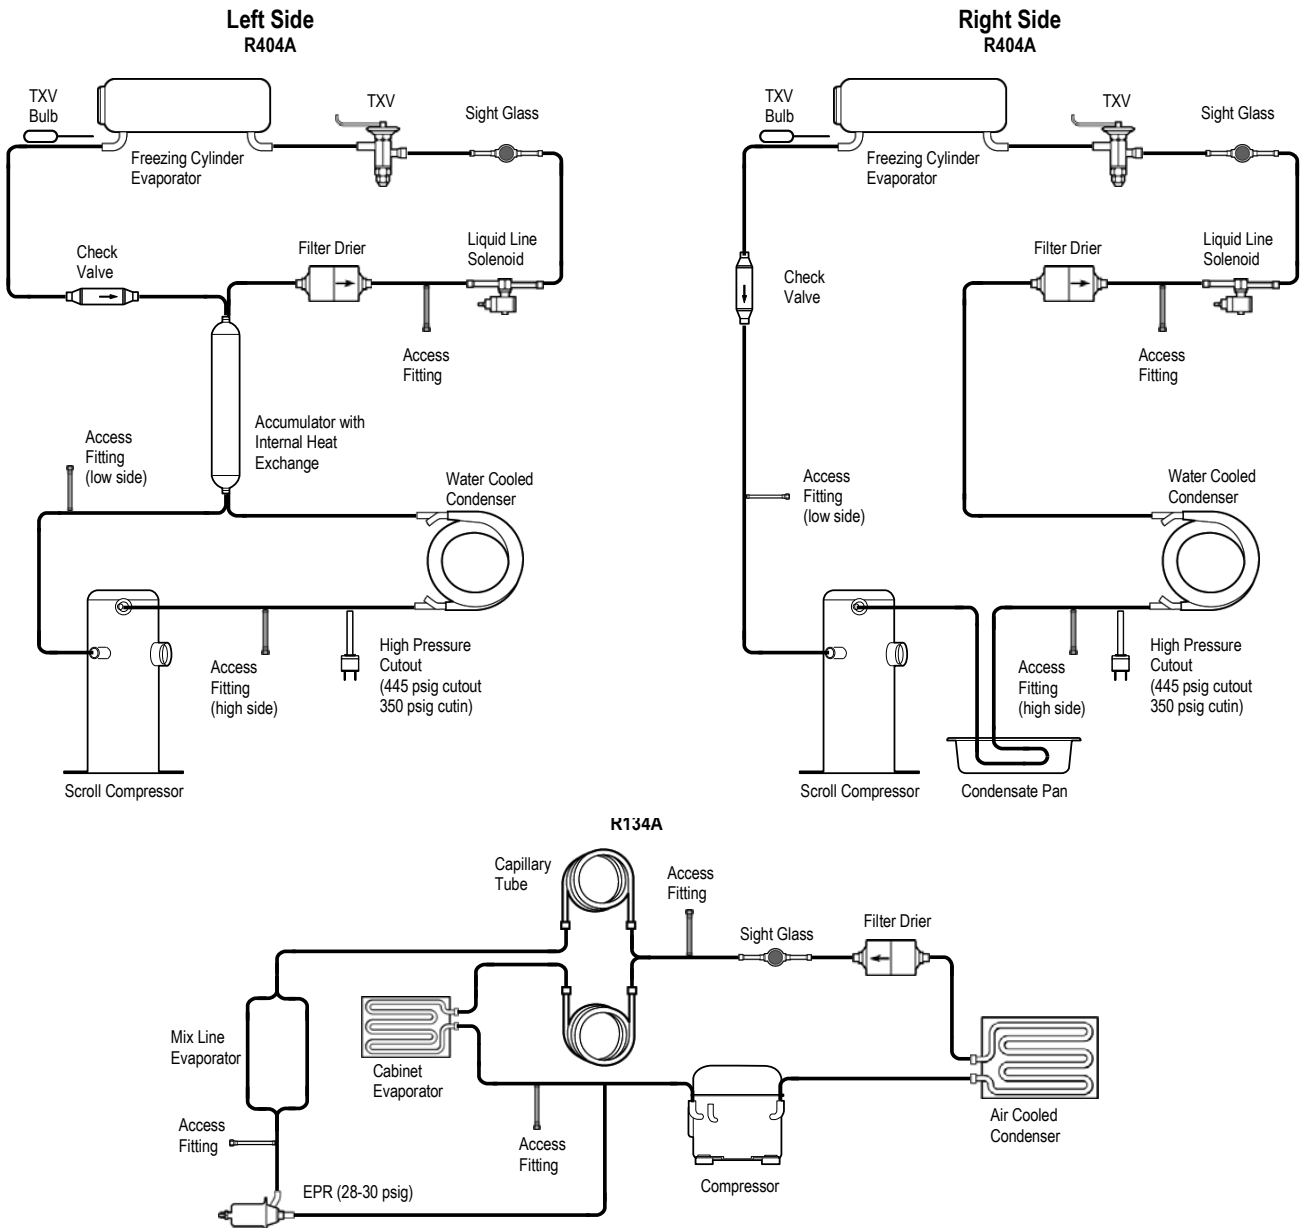 Left Side
R404A
TXV
Bulb
TXV
Sight Glass
Freezing Cylinder
Evaporator
Check
Valve
Filter Drier
Liquid Line
Solenoid
Access
Fitting
Accumulator with
Internal Heat
Exchange
Access
Fitting
(low side)
Water Cooled
Condenser
Access
Fitting
(high side)
High Pressure
Cutout
(445 psig cutout
350 psig cutin)
Scroll Compressor
Right Side
R404A
TXV
Bulb
TXV
Sight Glass
Freezing Cylinder
Evaporator
Check
Valve
Filter Drier
Liquid Line
Solenoid
Access
Fitting
Access
Fitting
(low side)
Water Cooled
Condenser
Access
Fitting
(high side)
High Pressure
Cutout
(445 psig cutout
350 psig cutin)
Scroll Compressor
Condensate Pan
R134A
Capillary
Tube
Access
Fitting
Sight Glass
Filter Drier
Mix Line
Evaporator
Cabinet
Evaporator
Access
Fitting
Access
Fitting
Air Cooled
Condenser
Compressor
EPR (28-30 psig)